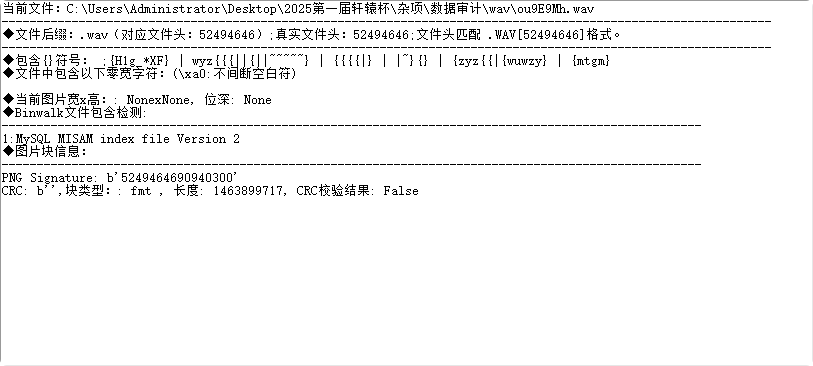 当前文件: C:\Users\Administrator\Desktop\2025第一届轩辕杯\杂项\数据审计\wav\ou9E9Mh.wav
◆文件后缀: .wav (对应文件头: 52494646) ;真实文件头: 52494646;文件头匹配 .WAV[52494646]格式。
◆包含{}符号: ;{H1g_*XF} | wyz{{{||{||~~~~~} | {{{{|} | |~}{} | {zyz{{|{wuwzy} | {mtgm}
◆文件中包含以下零宽字符: (\xa0:不间断空白符)
◆当前图片宽x高: : NonexNone, 位深: None
◆Binwalk文件包含检测:
1:MySQL MISAM index file Version 2
◆图片块信息:
PNG Signature: b'5249464690940300'
CRC: b'',块类型: : fmt , 长度: 1463899717, CRC校验结果: False